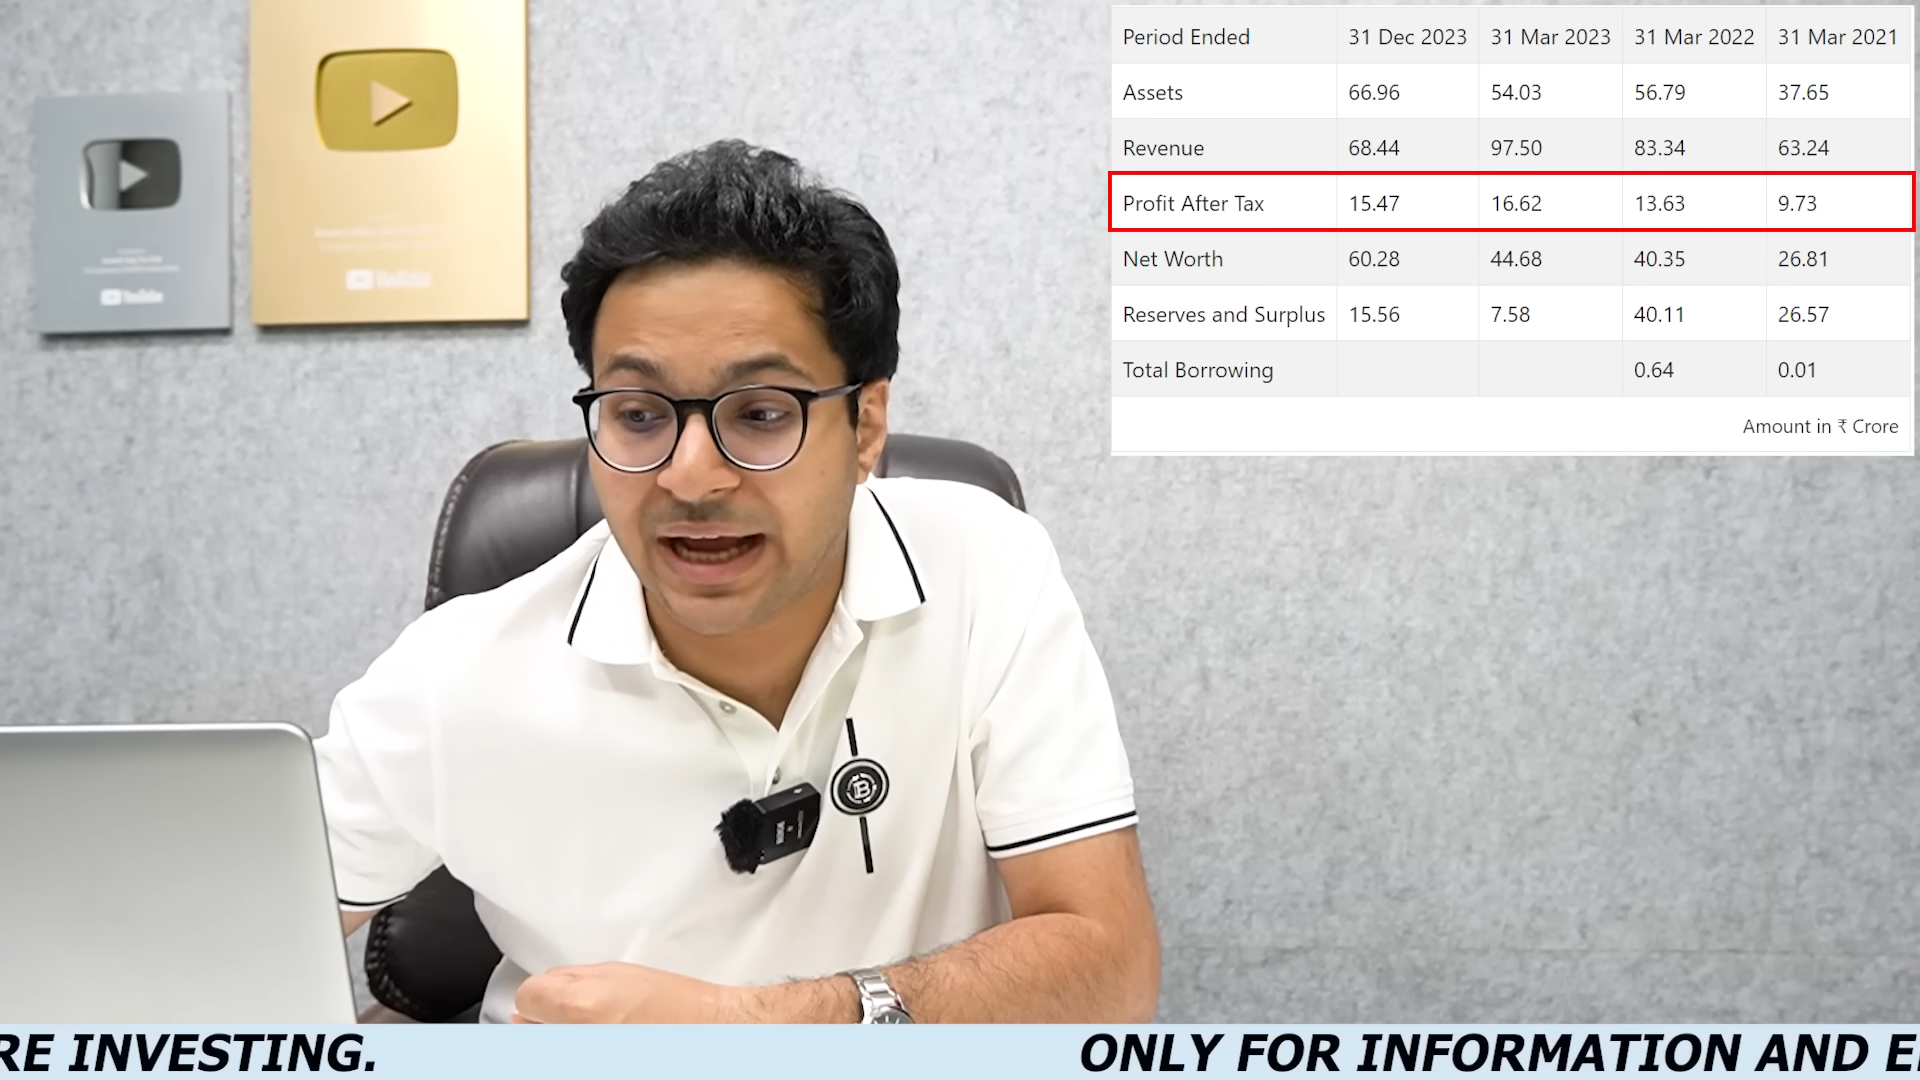 Period Ended 31 Dec 2023 31 Mar 2023 31 Mar 2022 31 Mar 2021
Assets 66.96 54.03 56.79 37.65
Revenue 68.44 97.50 83.34 63.24
Profit After Tax 15.47 16.62 13.63 9.73
Net Worth 60.28 44.68 40.35 26.81
Reserves and Surplus 15.56 7.58 40.11 26.57
Total Borrowing 0.64 0.01
Amount in ₹ Crore
YouTube
YouTube
B
RE INVESTING. ONLY FOR INFORMATION AND E